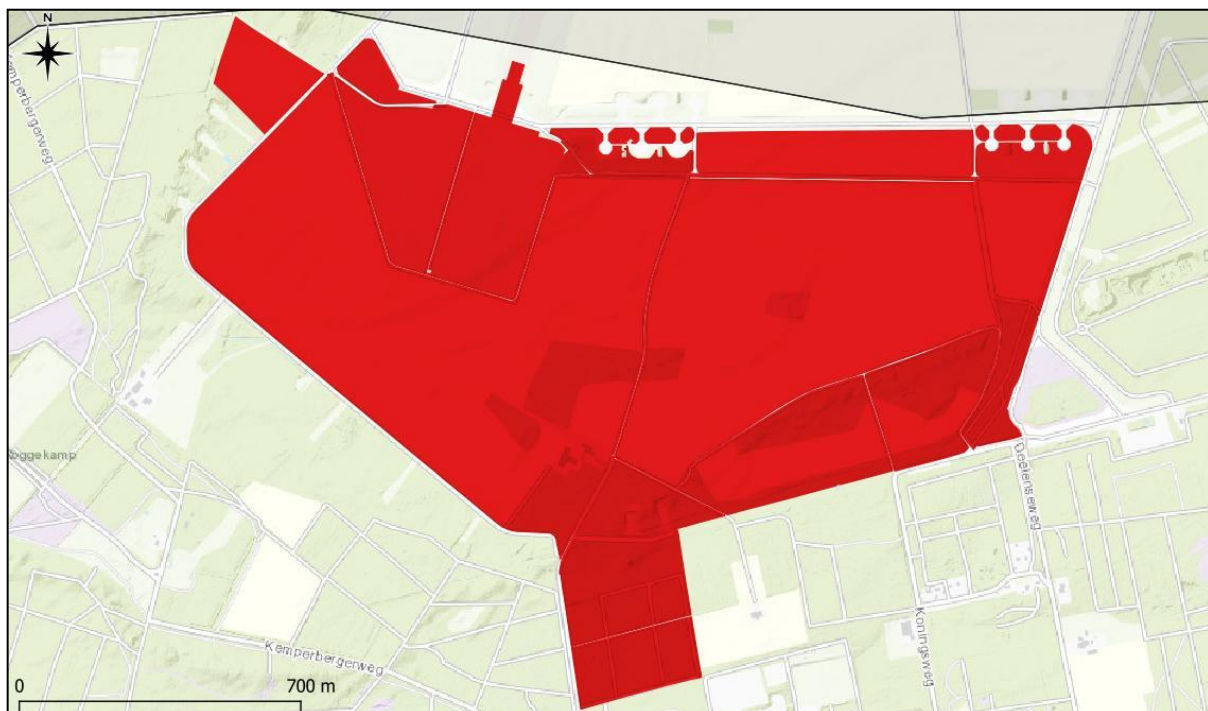 N
Kemperbergerweg
oggekamp
Deelenseweg
Koningsweg
Kemperbergerweg
0 700 m